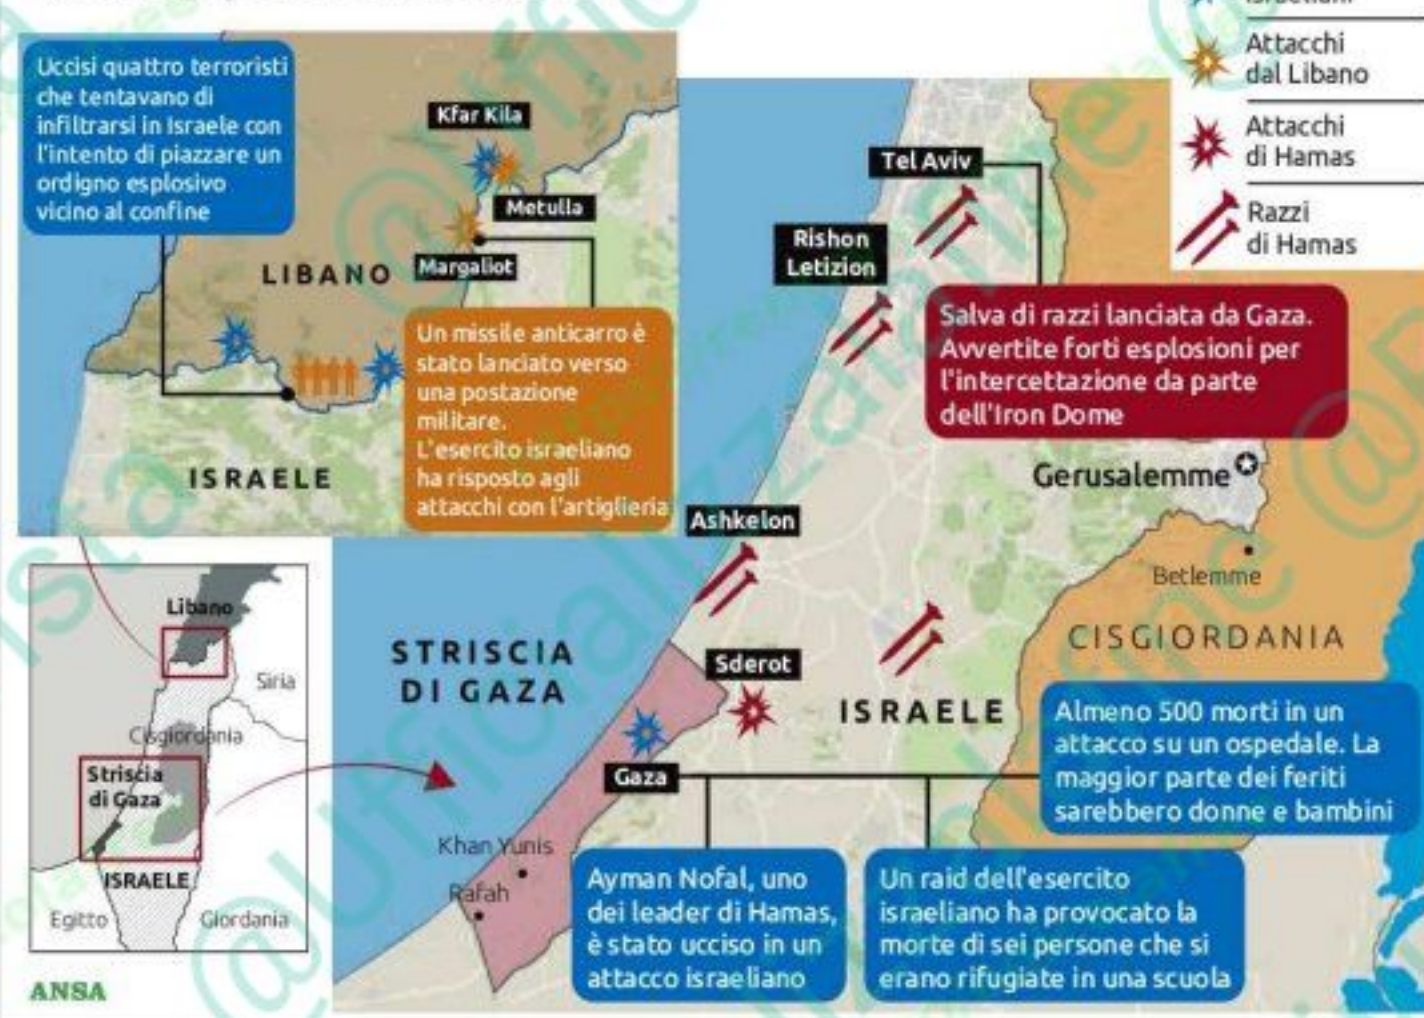 Israeliani
Attacchi
dal Libano
Attacchi
di Hamas
Razzi
di Hamas
Uccisi quattro terroristi
che tentavano di
infiltrarsi in Israele con
l'intento di piazzare un
ordigno esplosivo
vicino al confine
Kfar Kila
Metulla
Margaliot
LIBANO
ISRAELE
Un missile anticarro è
stato lanciato verso
una postazione
militare.
L'esercito israeliano
ha risposto agli
attacchi con l'artiglieria
Tel Aviv
Rishon
Letizion
Salva di razzi lanciata da Gaza.
Avvertite forti esplosioni per
l'intercettazione da parte
dell'Iron Dome
Gerusalemme
Ashkelon
Betlemme
CISGIORDANIA
STRISCIA
DI GAZA
Sderot
ISRAELE
Almeno 500 morti in un
attacco su un ospedale. La
maggior parte dei feriti
sarebbero donne e bambini
Gaza
Khan Yunis
Rafah
Ayman Nofal, uno
dei leader di Hamas,
è stato ucciso in un
attacco israeliano
Un raid dell'esercito
israeliano ha provocato la
morte di sei persone che si
erano rifugiate in una scuola
Libano
Siria
Cisgiordania
Striscia
di Gaza
ISRAELE
Egitto
Giordania
ANSA